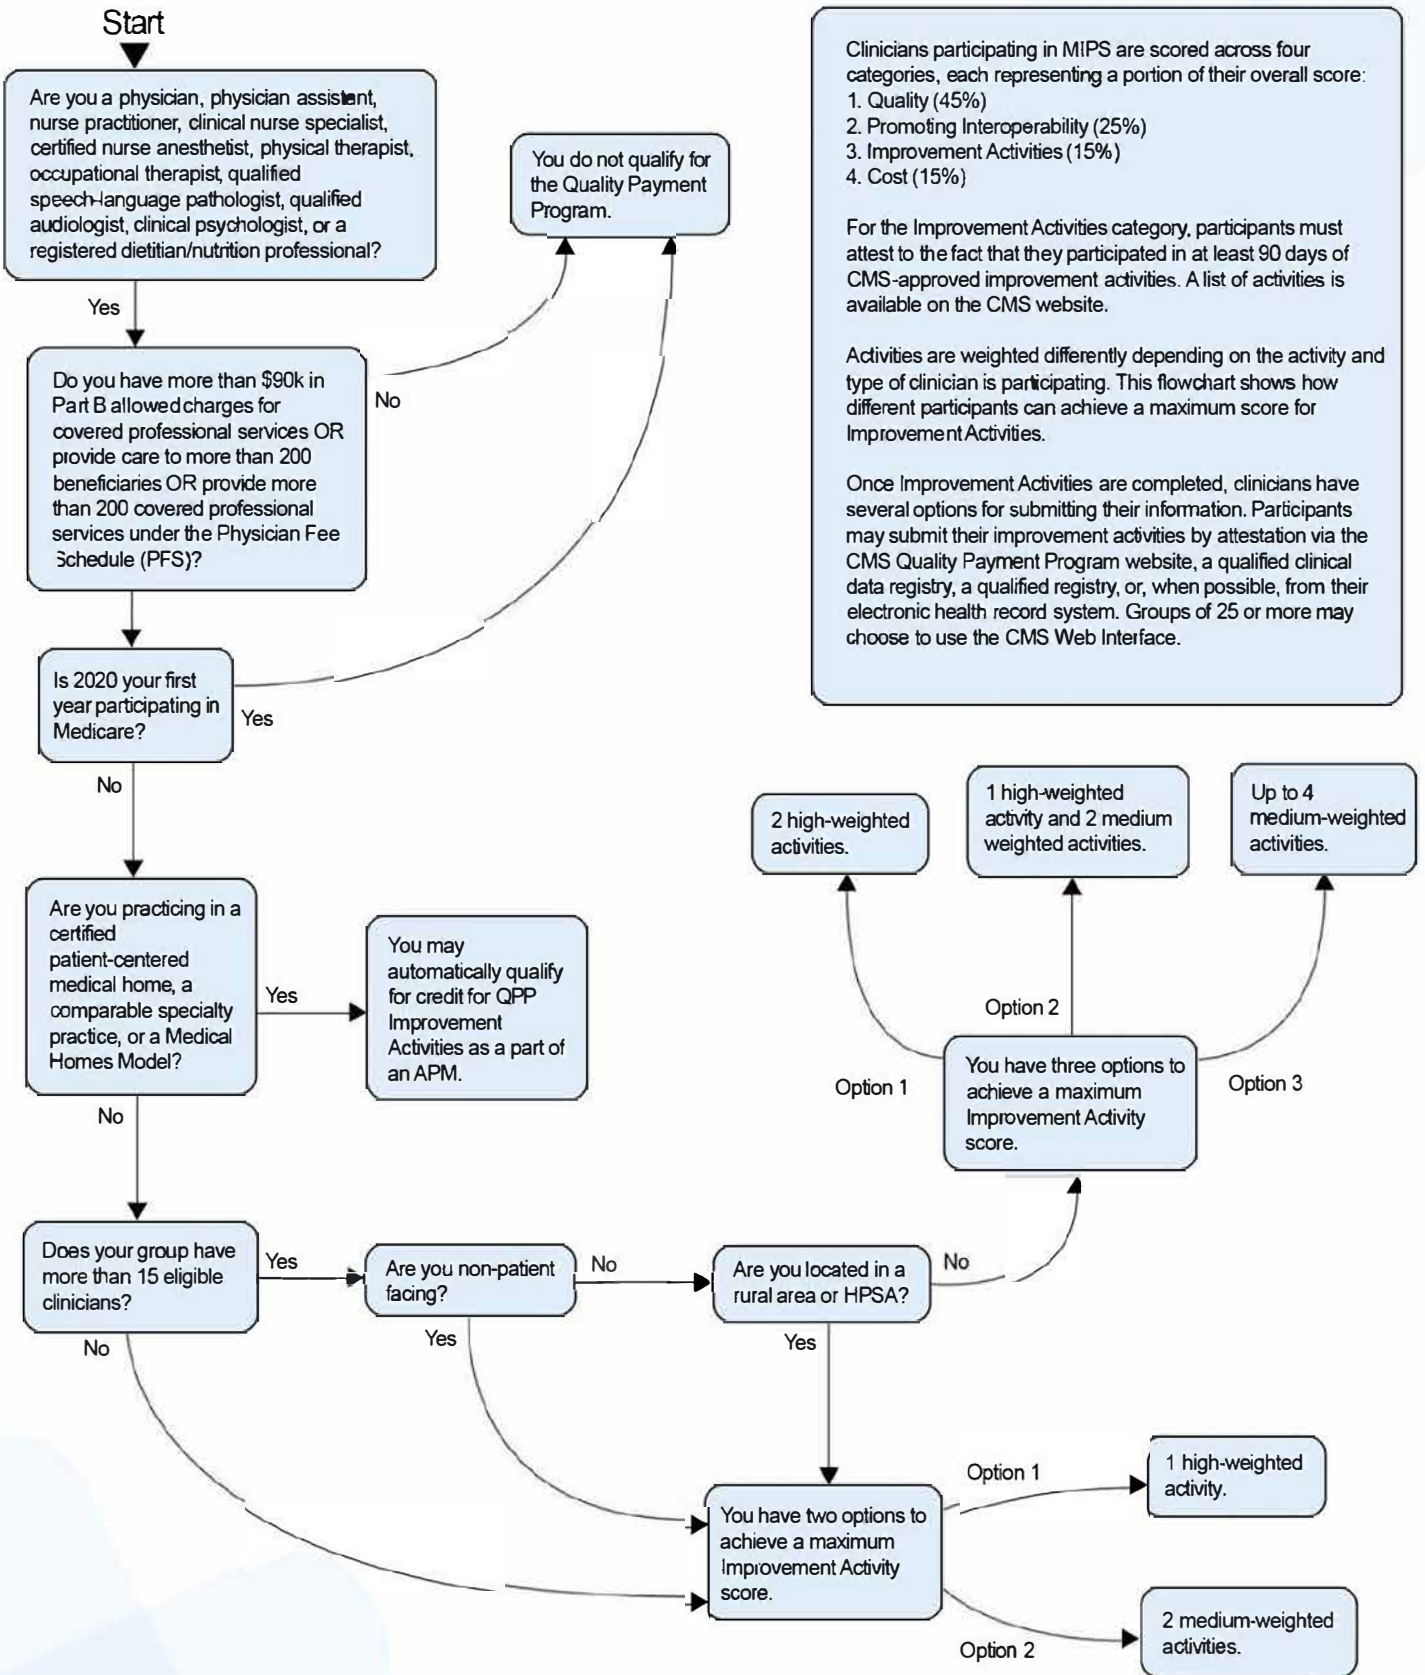 Start
Are you a physician, physician assistant,
nurse practitioner, clinical nurse specialist,
certified nurse anesthetist, physical therapist,
occupational therapist, qualified
speech-language pathologist, qualified
audiologist, clinical psychologist, or a
registered dietitian/nutrition professional?
Yes
You do not qualify for
the Quality Payment
Program.
Do you have more than $90k in
Part B allowed charges for
covered professional services OR
provide care to more than 200
beneficiaries OR provide more
than 200 covered professional
services under the Physician Fee
Schedule (PFS)?
No
Is 2020 your first
year participating in
Medicare?
Yes
No
Clinicians participating in MIPS are scored across four
categories, each representing a portion of their overall score:
1. Quality (45%)
2. Promoting Interoperability (25%)
3. Improvement Activities (15%)
4. Cost (15%)
For the Improvement Activities category, participants must
attest to the fact that they participated in at least 90 days of
CMS-approved improvement activities. A list of activities is
available on the CMS website.
Activities are weighted differently depending on the activity and
type of clinician is participating. This flowchart shows how
different participants can achieve a maximum score for
Improvement Activities.
Once Improvement Activities are completed, clinicians have
several options for submitting their information. Participants
may submit their improvement activities by attestation via the
CMS Quality Payment Program website, a qualified clinical
data registry, a qualified registry, or, when possible, from their
electronic health record system. Groups of 25 or more may
choose to use the CMS Web Interface.
Are you practicing in a
certified
patient-centered
medical home, a
comparable specialty
practice, or a Medical
Homes Model?
Yes
You may
automatically qualify
for credit for QPP
Improvement
Activities as a part of
an APM.
No
2 high-weighted
activities.
1 high-weighted
activity and 2 medium
weighted activities.
Up to 4
medium-weighted
activities.
Option 1
Option 2
Option 3
You have three options to
achieve a maximum
Improvement Activity
score.
Does your group have
more than 15 eligible
clinicians?
Yes
No
Are you non-patient
facing?
No
Yes
Are you located in a
rural area or HPSA?
No
Yes
You have two options to
achieve a maximum
Improvement Activity
score.
Option 1
1 high-weighted
activity.
Option 2
2 medium-weighted
activities.